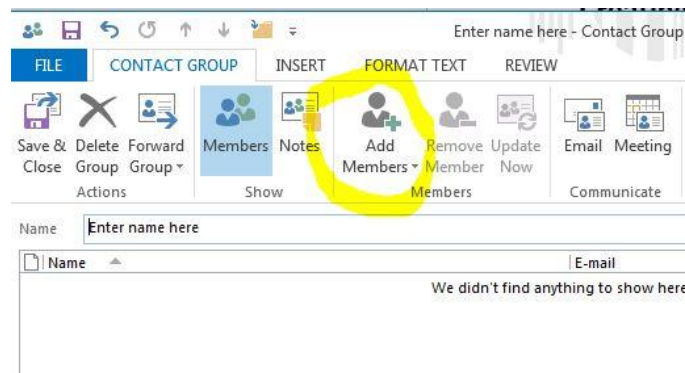 Enter name here - Contact Group
FILE CONTACT GROUP INSERT FORMAT TEXT REVIEW
Save & Close Delete Group Forward Group Members Notes Add Members Remove Member Update Now Email Meeting
Actions Show Members Communicate
Name Enter name here
Name E-mail
We didn't find anything to show here